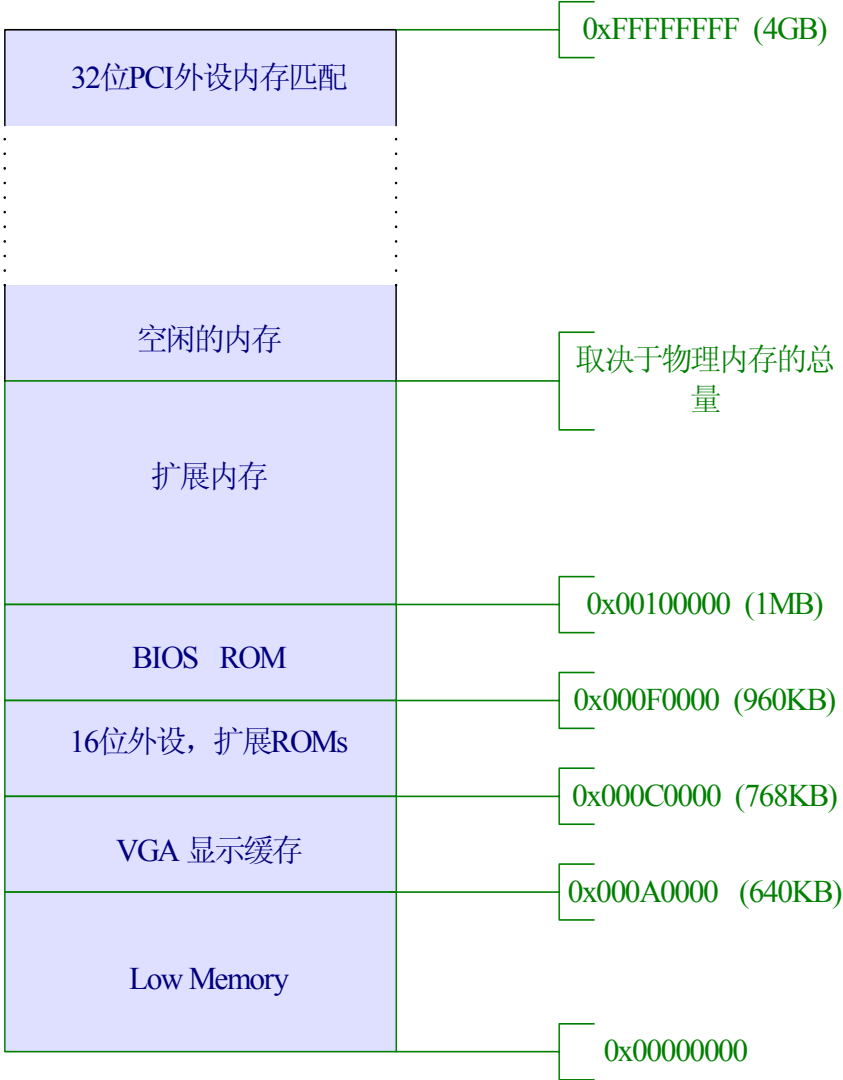 0xFFFFFFFF (4GB)
32位PCI外设内存匹配
空闲的内存
取决于物理内存的总
量
扩展内存
0x00100000 (1MB)
BIOS ROM
0x000F0000 (960KB)
16位外设，扩展ROMs
0x000C0000 (768KB)
VGA 显示缓存
0x000A0000 (640KB)
Low Memory
0x00000000